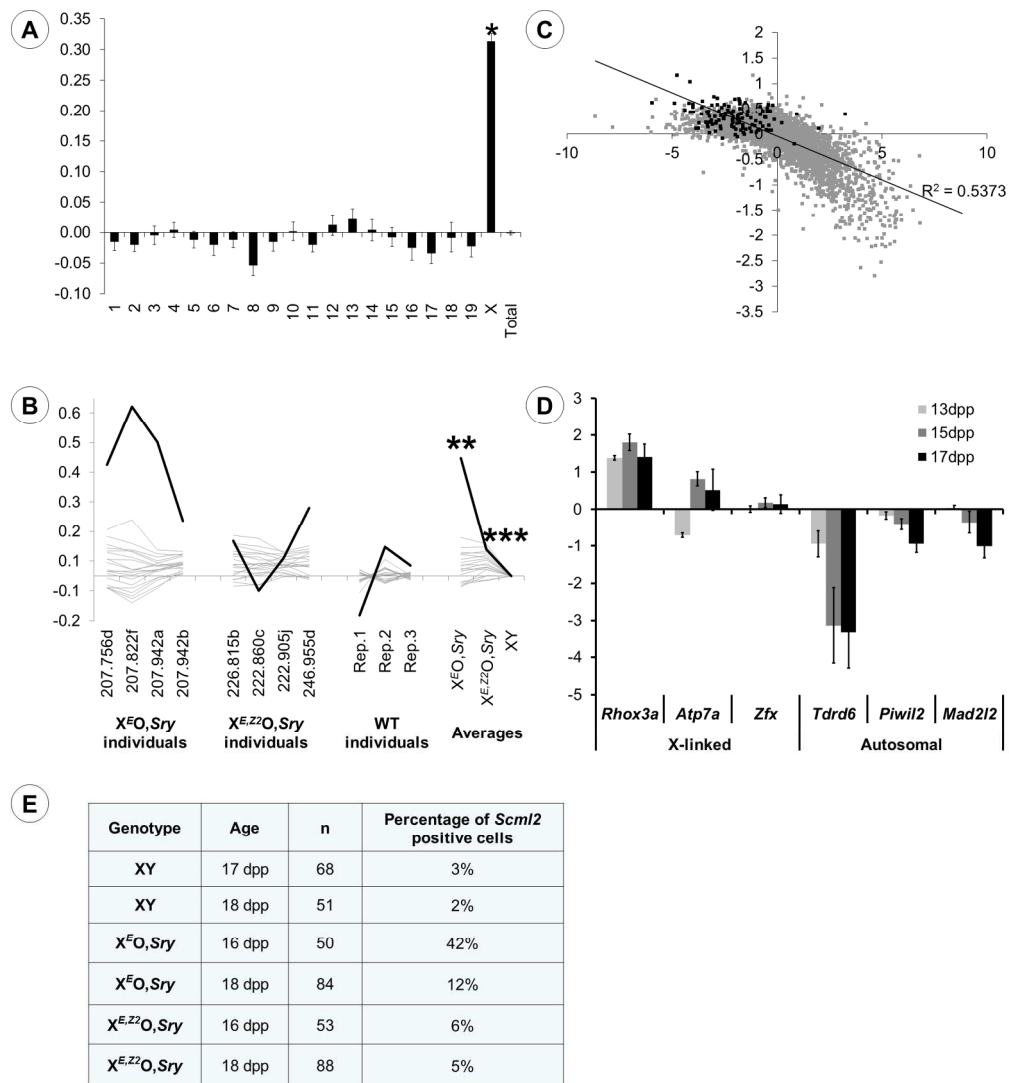 A
0.35
0.30
0.25
0.20
0.15
0.10
0.05
0.00
-0.05
-0.10
*
1
2
3
4
5
6
7
8
9
10
11
12
13
14
15
16
17
18
19
X
Total
C
2
1.5
1
0.5
0
-0.5
-1
-1.5
-2
-2.5
-3
-3.5
-10
-5
0
5
10
R² = 0.5373
B
0.6
0.5
0.4
0.3
0.2
0.1
-0.1
-0.2
**
***
207.756d
207.822f
207.942a
207.942b
226.815b
222.860c
222.905j
246.955d
Rep.1
Rep.2
Rep.3
XᴱO,Sry
Xᴱ,ᶻ²O,Sry
XY
XᴱO,Sry
individuals
Xᴱ,ᶻ²O,Sry
individuals
WT
individuals
Averages
D
3
2
1
0
-1
-2
-3
-4
-5
13dpp
15dpp
17dpp
Rhox3a Atp7a Zfx Tdrd6 Piwil2 Mad2l2
X-linked Autosomal
E
Genotype Age n Percentage of Scml2
positive cells
XY 17 dpp 68 3%
XY 18 dpp 51 2%
XᴱO,Sry 16 dpp 50 42%
XᴱO,Sry 18 dpp 84 12%
Xᴱ,ᶻ²O,Sry 16 dpp 53 6%
Xᴱ,ᶻ²O,Sry 18 dpp 88 5%